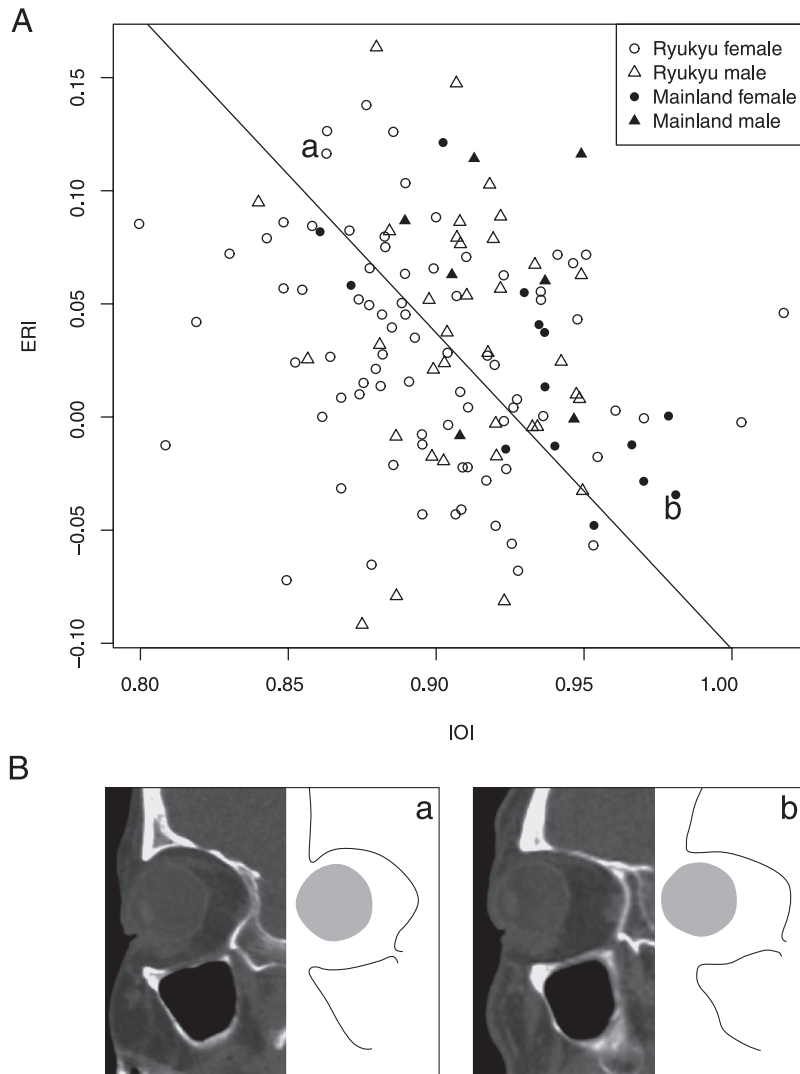 A
Ryukyu female
Ryukyu male
Mainland female
Mainland male
a
b
0.15
0.10
0.05
0.00
−0.05
−0.10
ERI
0.80
0.85
0.90
0.95
1.00
IOI
B
a
b